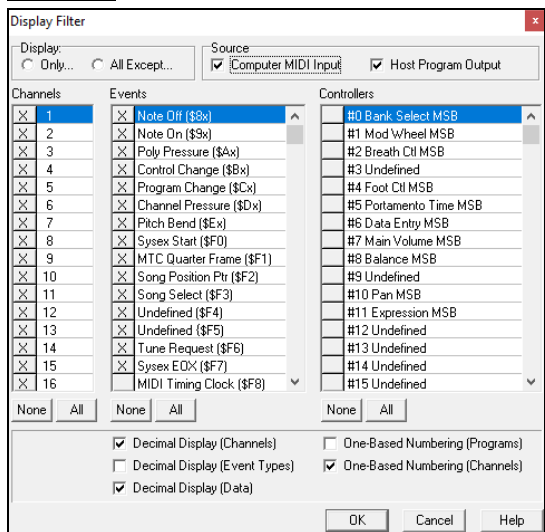 Display Filter
x
Display:
Only...
All Except...
Source
Computer MIDI Input
Host Program Output
Channels
Events
Controllers
X 1 X Note Off ($8x) #0 Bank Select MSB
X 2 X Note On ($9x) #1 Mod Wheel MSB
X 3 X Poly Pressure ($Ax) #2 Breath Ctl MSB
X 4 X Control Change ($Bx) #3 Undefined
X 5 X Program Change ($Cx) #4 Foot Ctl MSB
X 6 X Channel Pressure ($Dx) #5 Portamento Time MSB
X 7 X Pitch Bend ($Ex) #6 Data Entry MSB
X 8 X Sysex Start ($F0) #7 Main Volume MSB
X 9 X MTC Quarter Frame ($F1) #8 Balance MSB
X 10 X Song Position Ptr ($F2) #9 Undefined
X 11 X Song Select ($F3) #10 Pan MSB
X 12 X Undefined ($F4) #11 Expression MSB
X 13 X Undefined ($F5) #12 Undefined
X 14 X Tune Request ($F6) #13 Undefined
X 15 X Sysex EOX ($F7) #14 Undefined
X 16 MIDI Timing Clock ($F8) #15 Undefined
None All None All None All
Decimal Display (Channels) One-Based Numbering (Programs)
Decimal Display (Event Types) One-Based Numbering (Channels)
Decimal Display (Data)
OK Cancel Help